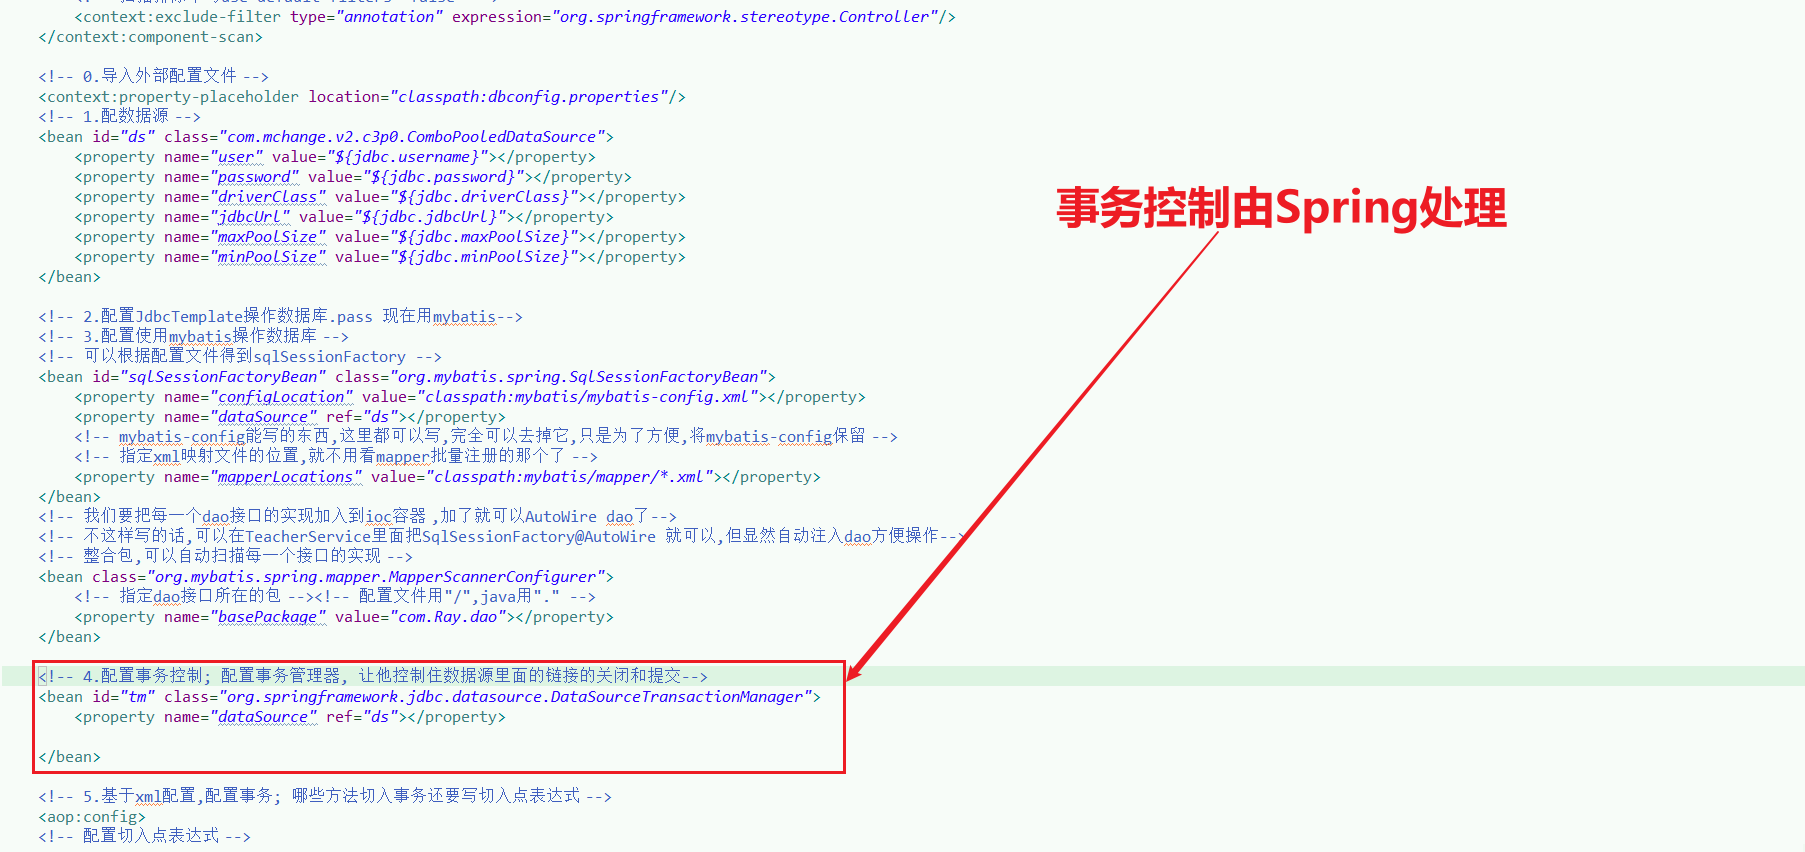 <context:exclude-filter type="annotation" expression="org.springframework.stereotype.Controller"/>
</context:component-scan>
<!-- 0.导入外部配置文件 -->
<context:property-placeholder location="classpath:dbconfig.properties"/>
<!-- 1.配数据源 -->
<bean id="ds" class="com.mchange.v2.c3p0.ComboPooledDataSource">
<property name="user" value="${jdbc.username}"></property>
<property name="password" value="${jdbc.password}"></property>
<property name="driverClass" value="${jdbc.driverClass}"></property>
<property name="jdbcUrl" value="${jdbc.jdbcUrl}"></property>
<property name="maxPoolSize" value="${jdbc.maxPoolSize}"></property>
<property name="minPoolSize" value="${jdbc.minPoolSize}"></property>
</bean>
事务控制由Spring处理
<!-- 2.配置JdbcTemplate操作数据库.pass 现在用mybatis-->
<!-- 3.配置使用mybatis操作数据库 -->
<!-- 可以根据配置文件得到sqlSessionFactory -->
<bean id="sqlSessionFactoryBean" class="org.mybatis.spring.SqlSessionFactoryBean">
<property name="configLocation" value="classpath:mybatis/mybatis-config.xml"></property>
<property name="dataSource" ref="ds"></property>
<!-- mybatis-config能写的东西,这里都可以写,完全可以去掉它,只是为了方便,将mybatis-config保留 -->
<!-- 指定xml映射文件的位置,就不用看mapper批量注册的那个了 -->
<property name="mapperLocations" value="classpath:mybatis/mapper/*.xml"></property>
</bean>
<!-- 我们要把每一个dao接口的实现加入到ioc容器 ,加了就可以AutoWire dao了-->
<!-- 不这样写的话,可以在TeacherService里面把SqlSessionFactory@AutoWire 就可以,但显然自动注入dao方便操作-->
<!-- 整合包,可以自动扫描每一个接口的实现 -->
<bean class="org.mybatis.spring.mapper.MapperScannerConfigurer">
<!-- 指定dao接口所在的包 --><!-- 配置文件用"/",java用"." -->
<property name="basePackage" value="com.Ray.dao"></property>
</bean>
<!-- 4.配置事务控制; 配置事务管理器, 让他控制住数据源里面的链接的关闭和提交-->
<bean id="tm" class="org.springframework.jdbc.datasource.DataSourceTransactionManager">
<property name="dataSource" ref="ds"></property>
</bean>
<!-- 5.基于xml配置,配置事务; 哪些方法切入事务还要写切入点表达式 -->
<aop:config>
<!-- 配置切入点表达式 -->